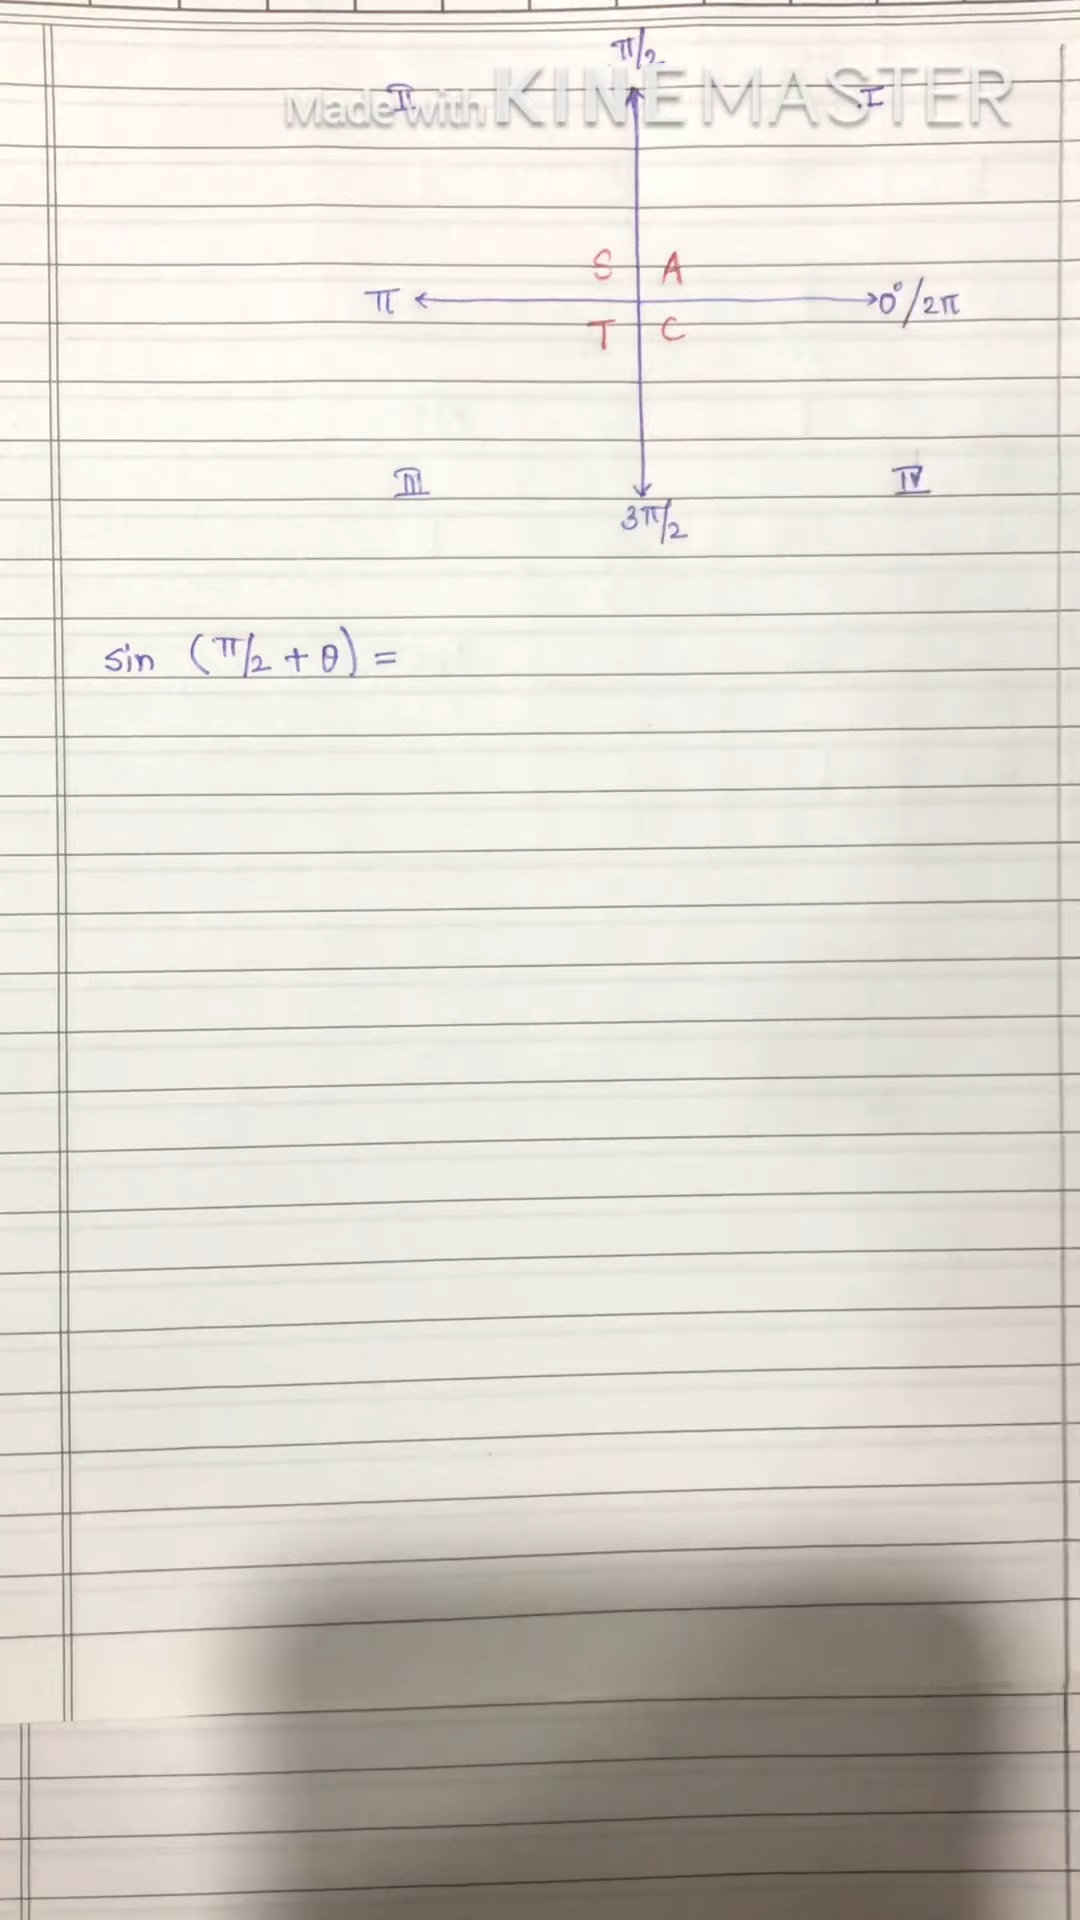 π/2
Made with KINEMASTER
II I
S A
π 0°/2π
T C
III IV
3π/2
sin (π/2 + θ) =